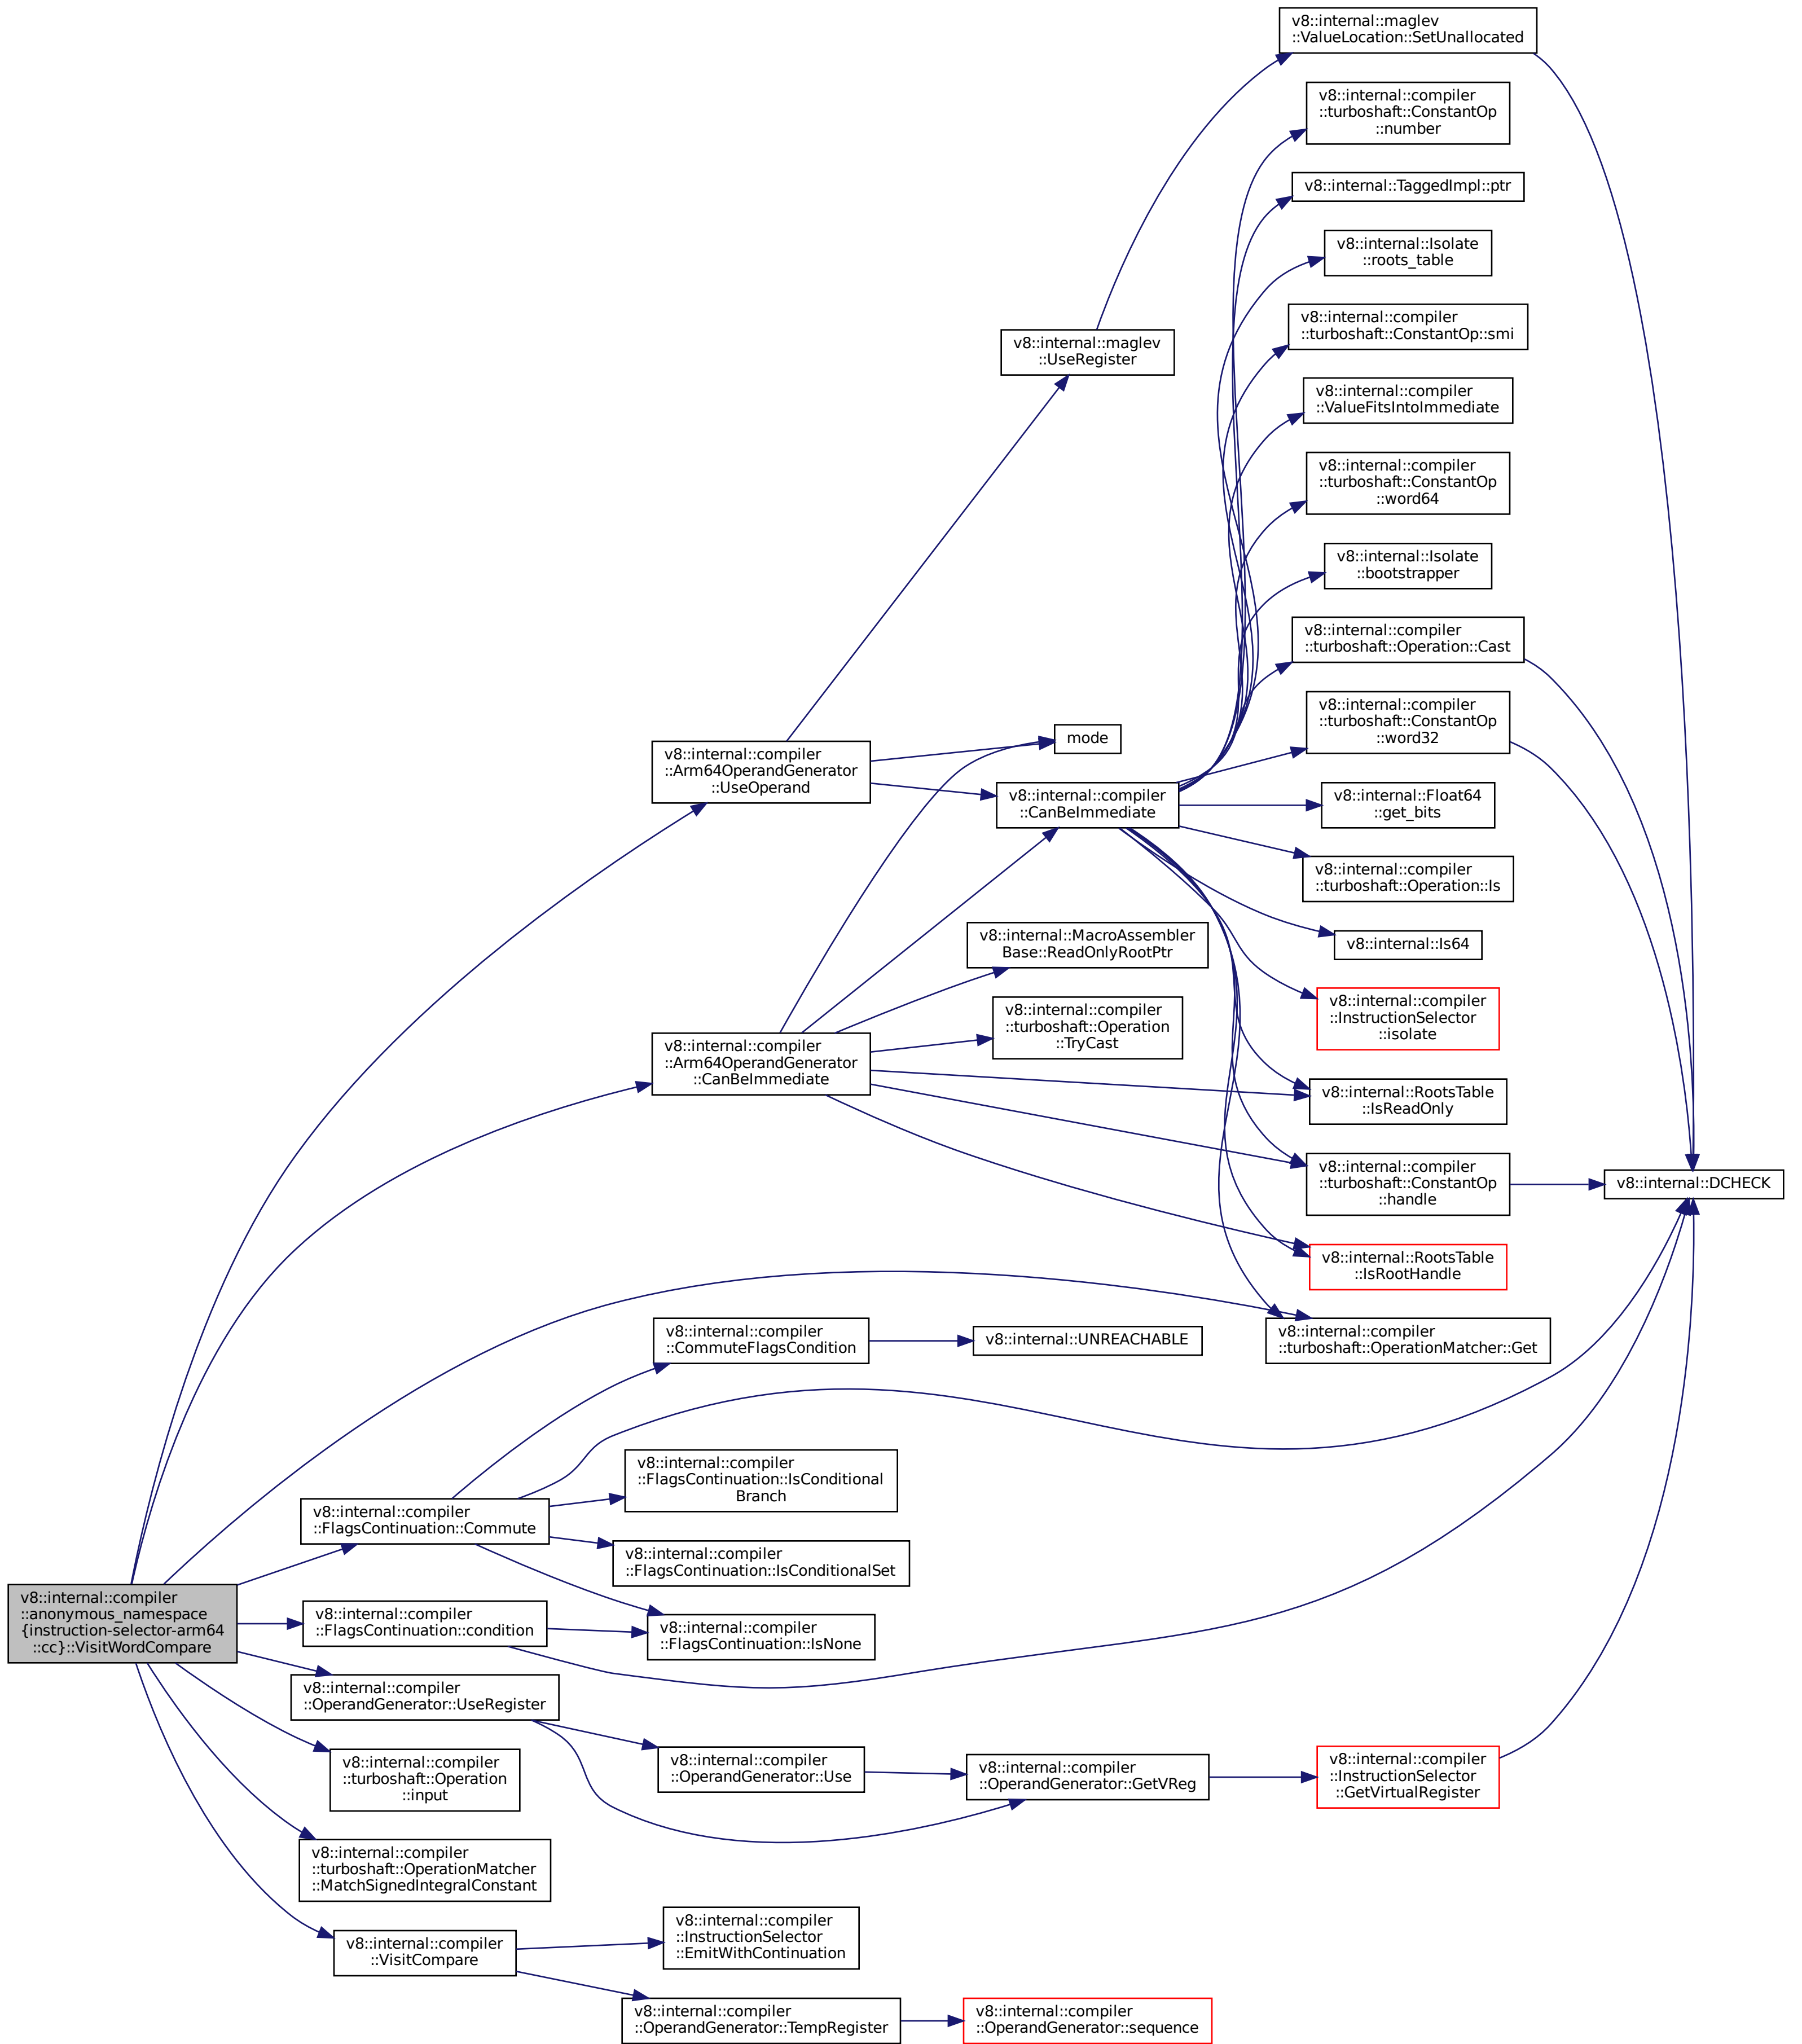 v8::internal::maglev
::ValueLocation::SetUnallocated
v8::internal::compiler
::turboshaft::ConstantOp
::number
v8::internal::TaggedImpl::ptr
v8::internal::Isolate
::roots_table
v8::internal::compiler
::turboshaft::ConstantOp::smi
v8::internal::maglev
::UseRegister
v8::internal::compiler
::ValueFitsIntoImmediate
v8::internal::compiler
::turboshaft::ConstantOp
::word64
v8::internal::Isolate
::bootstrapper
v8::internal::compiler
::turboshaft::Operation::Cast
v8::internal::compiler
::turboshaft::ConstantOp
::word32
mode
v8::internal::compiler
::Arm64OperandGenerator
::UseOperand
v8::internal::compiler
::CanBeImmediate
v8::internal::Float64
::get_bits
v8::internal::compiler
::turboshaft::Operation::Is
v8::internal::MacroAssembler
Base::ReadOnlyRootPtr
v8::internal::Is64
v8::internal::compiler
::turboshaft::Operation
::TryCast
v8::internal::compiler
::InstructionSelector
::isolate
v8::internal::compiler
::Arm64OperandGenerator
::CanBeImmediate
v8::internal::RootsTable
::IsReadOnly
v8::internal::compiler
::turboshaft::ConstantOp
::handle
v8::internal::DCHECK
v8::internal::RootsTable
::IsRootHandle
v8::internal::compiler
::CommuteFlagsCondition
v8::internal::UNREACHABLE
v8::internal::compiler
::turboshaft::OperationMatcher::Get
v8::internal::compiler
::FlagsContinuation::IsConditional
Branch
v8::internal::compiler
::FlagsContinuation::Commute
v8::internal::compiler
::FlagsContinuation::IsConditionalSet
v8::internal::compiler
::anonymous_namespace
{instruction-selector-arm64
::cc}::VisitWordCompare
v8::internal::compiler
::FlagsContinuation::condition
v8::internal::compiler
::FlagsContinuation::IsNone
v8::internal::compiler
::OperandGenerator::UseRegister
v8::internal::compiler
::turboshaft::Operation
::input
v8::internal::compiler
::OperandGenerator::Use
v8::internal::compiler
::OperandGenerator::GetVReg
v8::internal::compiler
::InstructionSelector
::GetVirtualRegister
v8::internal::compiler
::turboshaft::OperationMatcher
::MatchSignedIntegralConstant
v8::internal::compiler
::VisitCompare
v8::internal::compiler
::InstructionSelector
::EmitWithContinuation
v8::internal::compiler
::OperandGenerator::TempRegister
v8::internal::compiler
::OperandGenerator::sequence